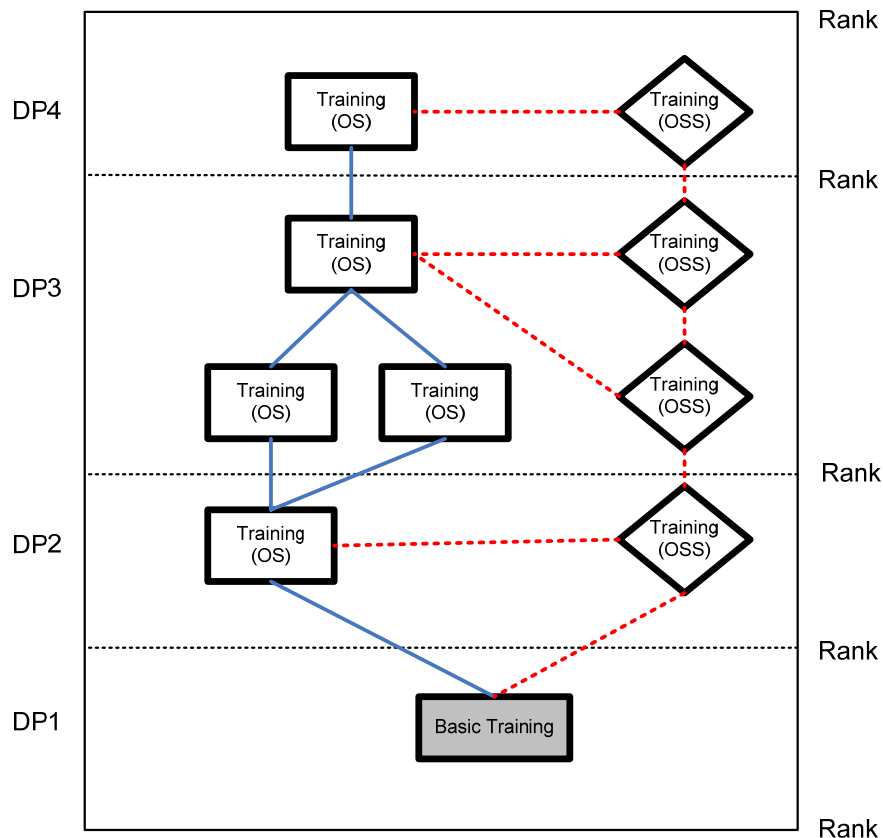 Rank
DP4
Training
(OS)
Training
(OSS)
Rank
DP3
Training
(OS)
Training
(OSS)
Training
(OS)
Training
(OS)
Training
(OSS)
Rank
DP2
Training
(OS)
Training
(OSS)
Rank
DP1
Basic Training
Rank